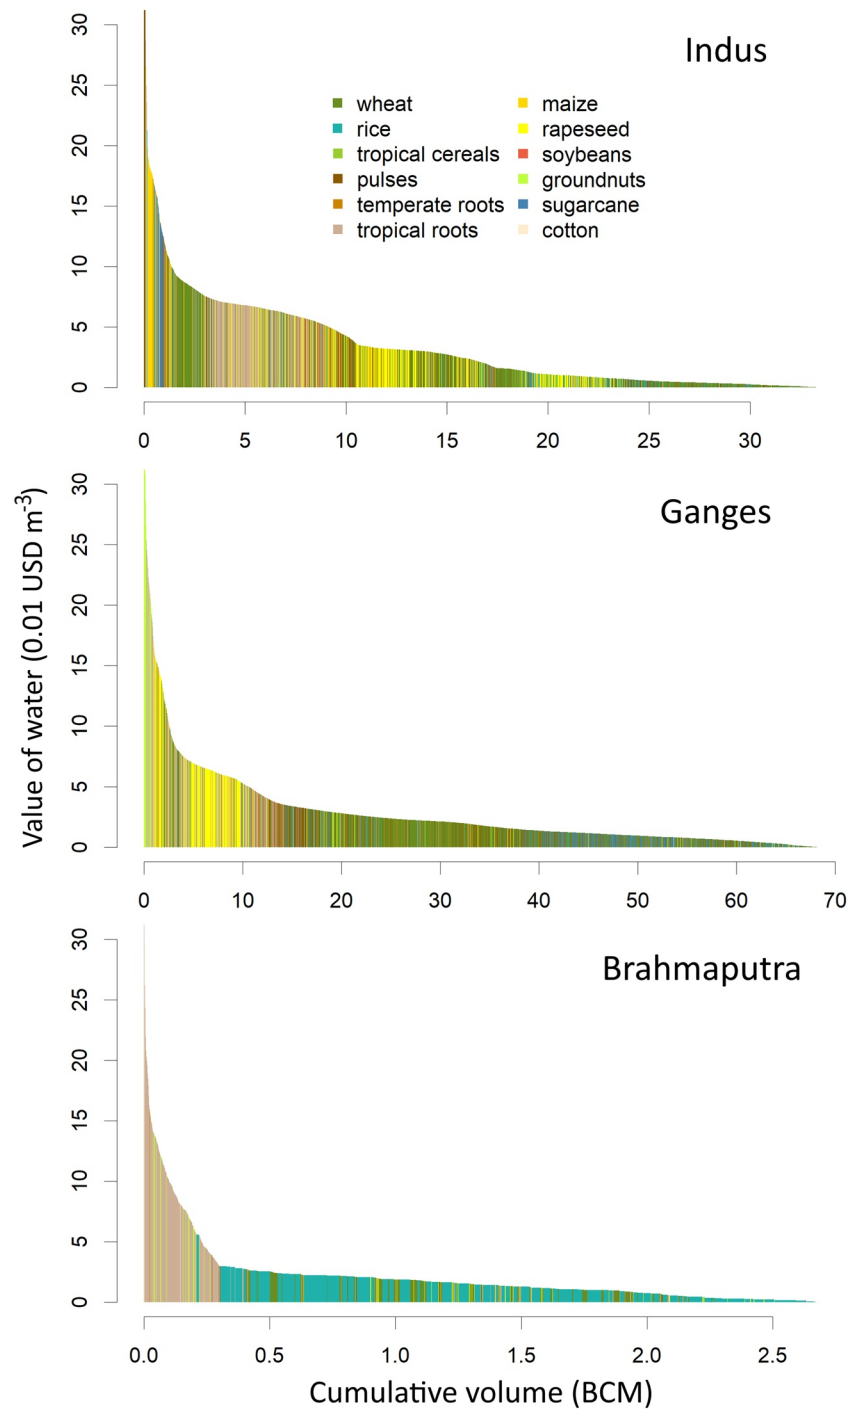 Indus
30
25
20
15
10
5
0
wheat
rice
tropical cereals
pulses
temperate roots
tropical roots
maize
rapeseed
soybeans
groundnuts
sugarcane
cotton
0 5 10 15 20 25 30
Value of water (0.01 USD m-3)
Ganges
30
25
20
15
10
5
0
0 10 20 30 40 50 60 70
Brahmaputra
30
25
20
15
10
5
0
0.0 0.5 1.0 1.5 2.0 2.5
Cumulative volume (BCM)